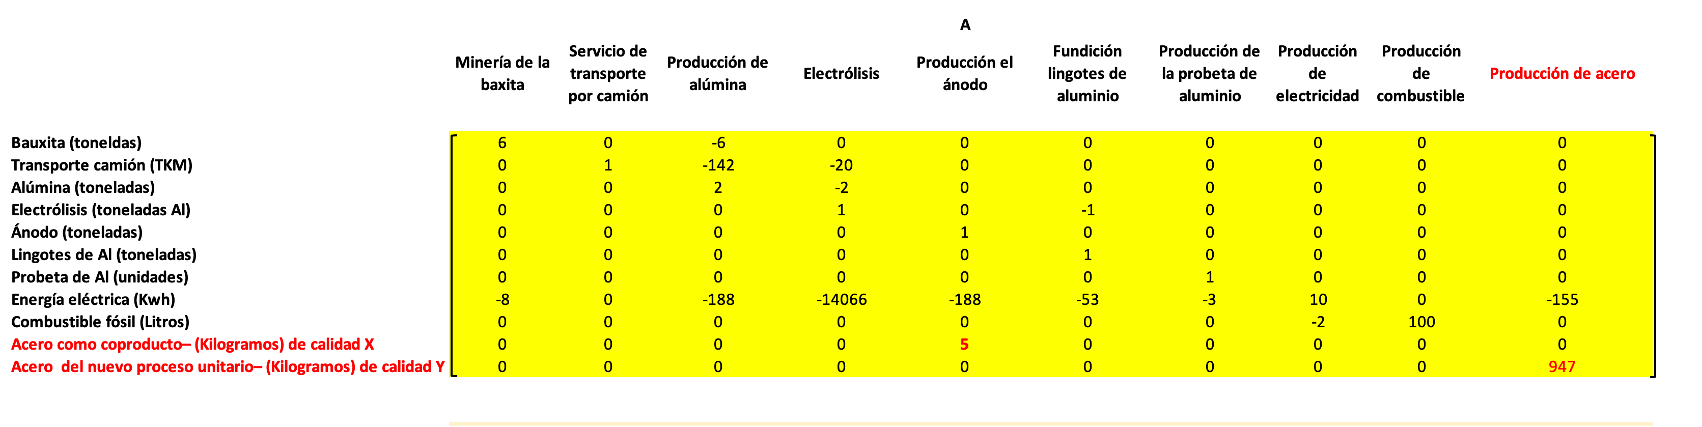 A
Minería de la baxita Servicio de transporte por camión Producción de alúmina Electrólisis Producción el ánodo Fundición lingotes de aluminio Producción de la probeta de aluminio Producción de electricidad Producción de combustible Producción de acero
Bauxita (toneldas) 6 0 -6 0 0 0 0 0 0 0
Transporte camión (TKM) 0 1 -142 -20 0 0 0 0 0 0
Alúmina (toneladas) 0 0 2 -2 0 0 0 0 0 0
Electrólisis (toneladas Al) 0 0 0 1 0 -1 0 0 0 0
Ánodo (toneladas) 0 0 0 0 1 0 0 0 0 0
Lingotes de Al (toneladas) 0 0 0 0 0 1 0 0 0 0
Probeta de Al (unidades) 0 0 0 0 0 0 1 0 0 0
Energía eléctrica (Kwh) -8 0 -188 -14066 -188 -53 -3 10 0 -155
Combustible fósil (Litros) 0 0 0 0 0 0 0 -2 100 0
Acero como coproducto– (Kilogramos) de calidad X 0 0 0 0 5 0 0 0 0 0
Acero del nuevo proceso unitario– (Kilogramos) de calidad Y 0 0 0 0 0 0 0 0 0 947